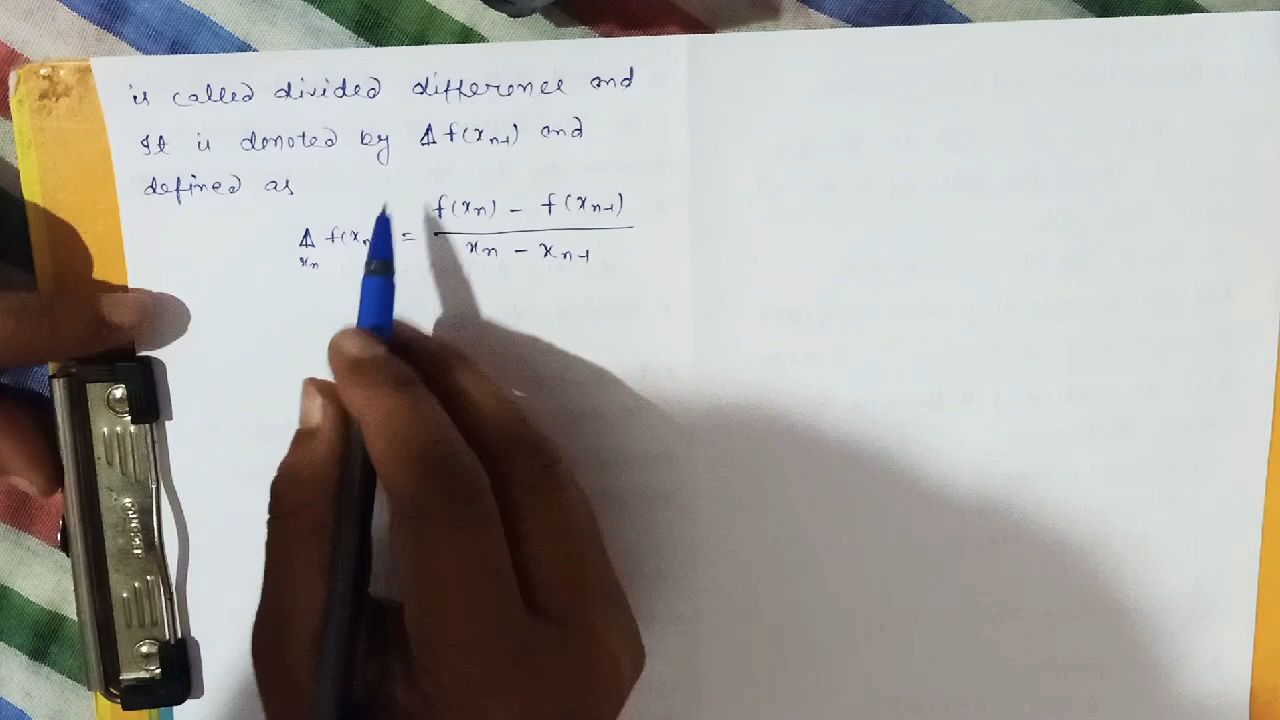 is called divided difference and
It is denoted by ⍋ f(xₙ₋₁) and
defined as
f(xₙ) - f(xₙ₋₁)
⍋ f(xₙ =
xₙ
xₙ - xₙ₋₁